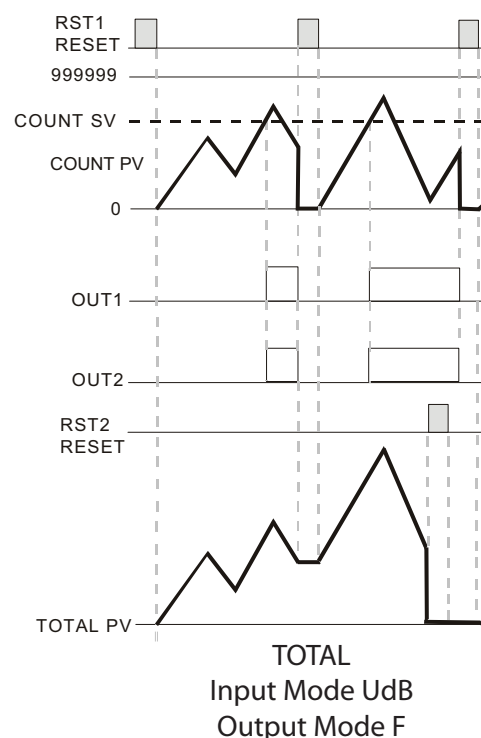 RST1
RESET
999999
COUNT SV
COUNT PV
0
OUT1
OUT2
RST2
RESET
TOTAL PV
TOTAL
Input Mode UdB
Output Mode F